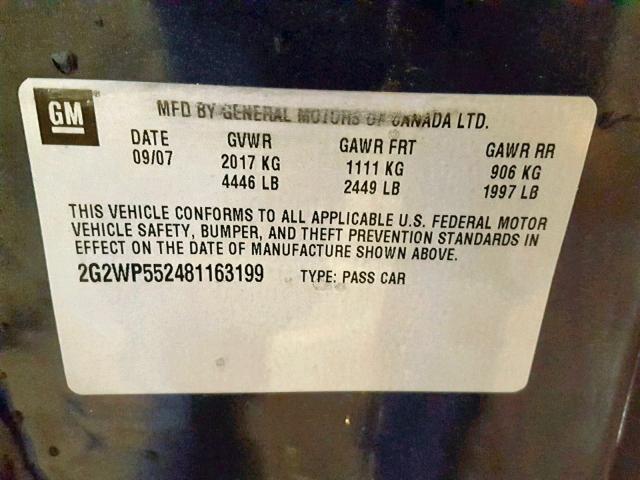 GM
MFD BY GENERAL MOTORS OF CANADA LTD.
DATE GVWR GAWR FRT GAWR RR
09/07 2017 KG 1111 KG 906 KG
4446 LB 2449 LB 1997 LB
THIS VEHICLE CONFORMS TO ALL APPLICABLE U.S. FEDERAL MOTOR
VEHICLE SAFETY, BUMPER, AND THEFT PREVENTION STANDARDS IN
EFFECT ON THE DATE OF MANUFACTURE SHOWN ABOVE.
2G2WP552481163199 TYPE: PASS CAR